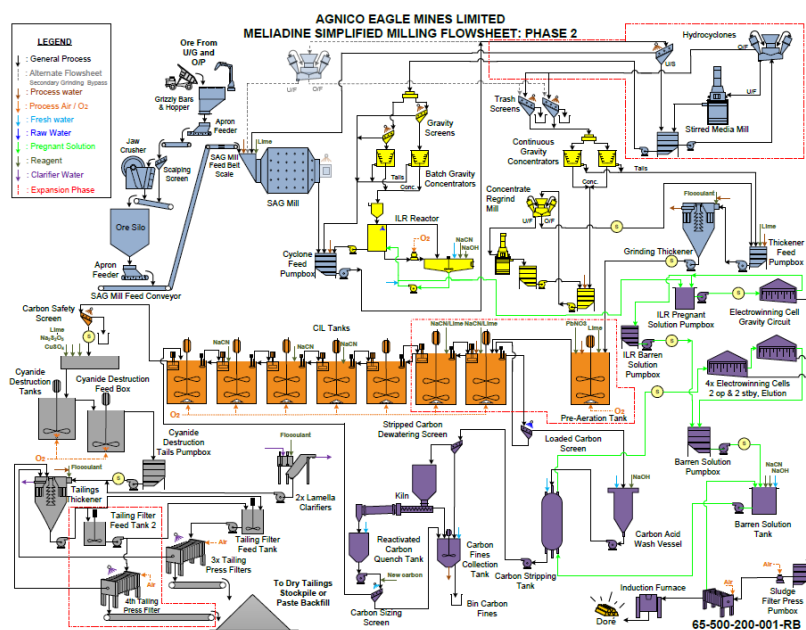 AGNICO EAGLE MINES LIMITED
MELIADINE SIMPLIFIED MILLING FLOWSHEET: PHASE 2
LEGEND
: General Process
: Alternate Flowsheet
Secondary Grinding Bypass
: Process water
: Process Air / O2
: Fresh water
: Raw Water
: Pregnant Solution
: Reagent
: Clarifier Water
: Expansion Phase
Ore From
U/G and
O/P
Grizzly Bars
& Hopper
Apron
Feeder
Jaw
Crusher
Scalping
Screen
SAG Mill
Feed Belt
Scale
Lime
SAG Mill
Ore Silo
Apron
Feeder
SAG Mill Feed Conveyor
U/F
O/F
Gravity
Screens
Tails
Conc.
Batch Gravity
Concentrators
ILR Reactor
O2
NaCN
NaOH
Cyclone
Feed
Pumpbox
Hydrocyclones
U/S
O/F
U/F
Stirred Media Mill
Trash
Screens
Continuous
Gravity
Concentrators
Conc.
Tails
Concentrate
Regrind
Mill
U/F
O/F
S
Flocculant
Grinding Thickener
Lime
Thickener
Feed
Pumpbox
ILR Pregnant
Solution Pumpbox
S
Electrowinning Cell
Gravity Circuit
ILR Barren
Solution
Pumpbox
S
4x Electrowinning Cells
2 op & 2 stby, Elution
Barren Solution
Pumpbox
S
NaCN
NaOH
Barren Solution
Tank
Carbon Safety
Screen
Lime
Na2S2O5
CuSO4
S
Cyanide
Destruction
Tanks
Cyanide Destruction
Feed Box
O2
Cyanide
Destruction
Tails Pumpbox
CIL Tanks
NaCN
NaCN
NaCN
NaCN/Lime
NaCN/Lime
PbNO3
Lime
O2
O2
Pre-Aeration Tank
Stripped Carbon
Dewatering Screen
Loaded Carbon
Screen
NaOH
Carbon Acid
Wash Vessel
Carbon Stripping
Tank
Kiln
Reactivated
Carbon
Quench Tank
New carbon
Carbon Sizing
Screen
Carbon
Fines
Collection
Tank
Bin Carbon
Fines
Flocculant
S
Tailings
Thickener
Flocculant
2x Lamella
Clarifiers
Tailing Filter
Feed Tank 2
Tailing Filter
Feed Tank
Air
3x Tailing
Press Filters
Air
4th Tailing
Press Filter
To Dry Tailings
Stockpile or
Paste Backfill
Induction Furnace
Doré
Air
Air
Sludge
Filter Press
Pumbox
65-500-200-001-RB